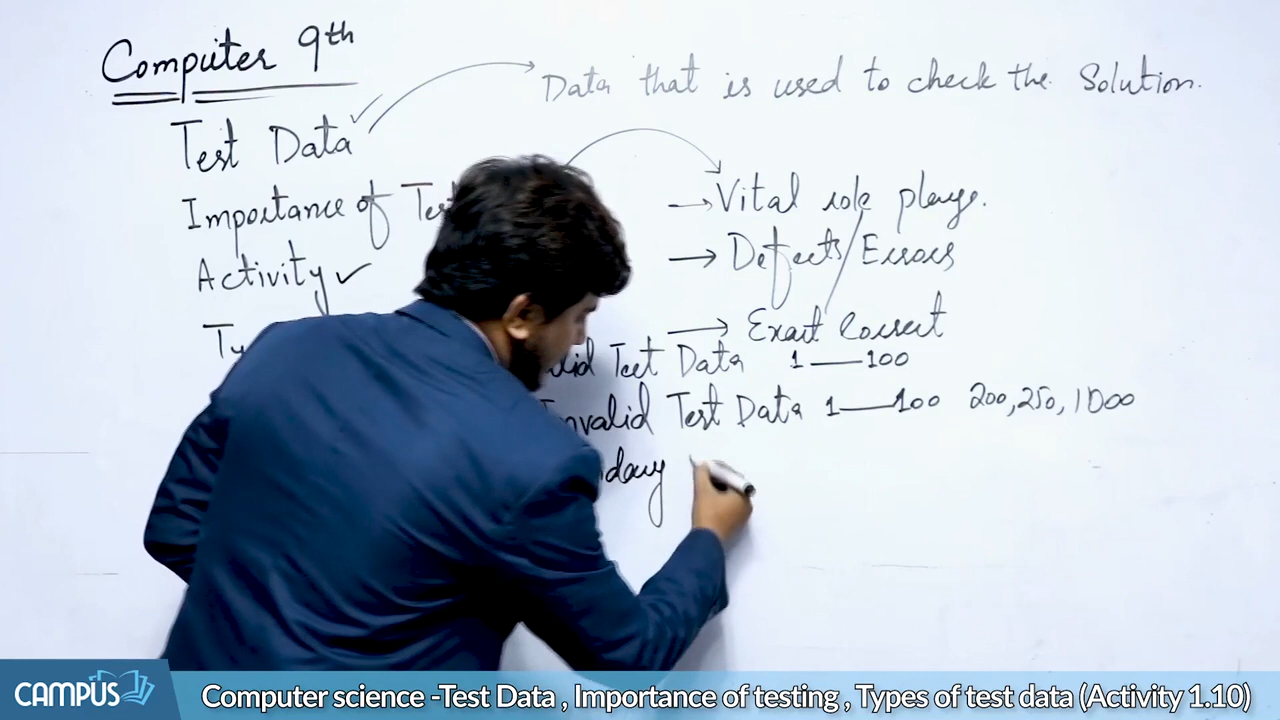 Computer 9th
Data that is used to check the Solution.
Test Data
Importance of
→ Vital role plays.
Activity ✓
→ Defects/Errors
→ Exact Correct
Test Data 1——100
Invalid Test Data 1——100 200, 250, 1000
CAMPUS
Computer science -Test Data , Importance of testing , Types of test data (Activity 1.10)